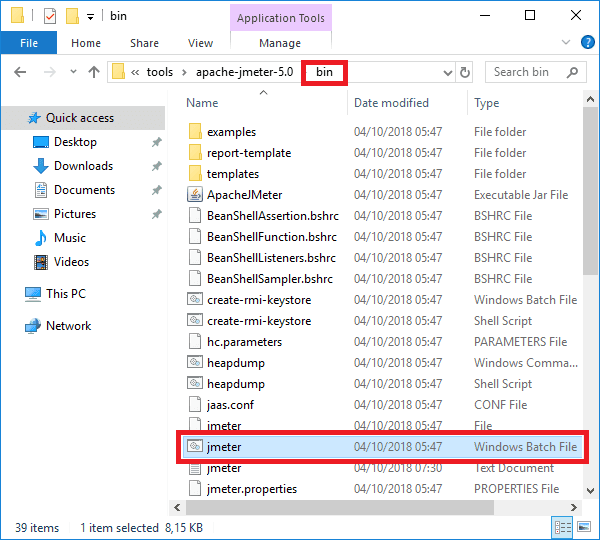 bin
Application Tools
File Home Share View Manage
tools apache-jmeter-5.0 bin
Search bin
Name Date modified Type
Quick access
Desktop
Downloads
Documents
Pictures
Music
Videos
This PC
Network
examples 04/10/2018 05:47 File folder
report-template 04/10/2018 05:47 File folder
templates 04/10/2018 05:47 File folder
ApacheJMeter 04/10/2018 05:47 Executable Jar File
BeanShellAssertion.bshrc 04/10/2018 05:47 BSHRC File
BeanShellFunction.bshrc 04/10/2018 05:47 BSHRC File
BeanShellListeners.bshrc 04/10/2018 05:47 BSHRC File
BeanShellSampler.bshrc 04/10/2018 05:47 BSHRC File
create-rmi-keystore 04/10/2018 05:47 Windows Batch File
create-rmi-keystore 04/10/2018 05:47 Shell Script
hc.parameters 04/10/2018 05:47 PARAMETERS File
heapdump 04/10/2018 05:47 Windows Comma...
heapdump 04/10/2018 05:47 Shell Script
jaas.conf 04/10/2018 05:47 CONF File
jmeter 04/10/2018 05:47 File
jmeter 04/10/2018 05:47 Windows Batch File
jmeter 04/10/2018 07:30 Text Document
jmeter.properties 04/10/2018 05:47 PROPERTIES File
39 items 1 item selected 8,15 KB